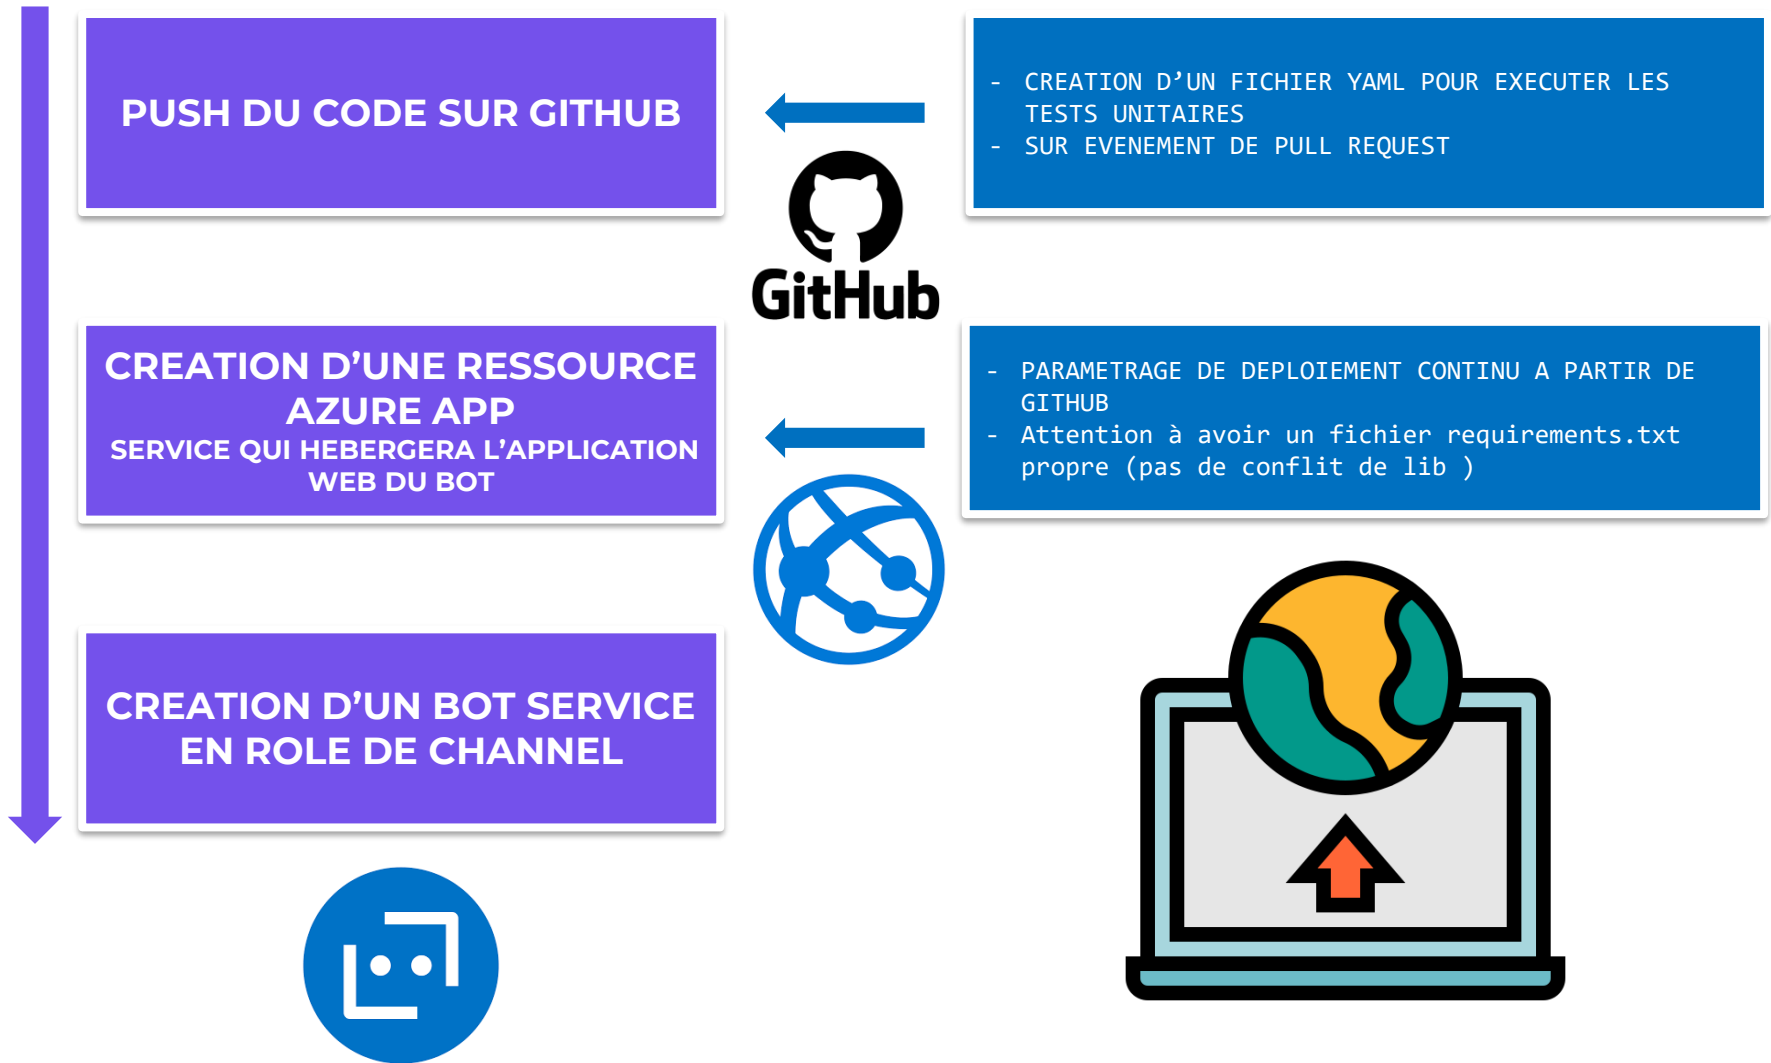 PUSH DU CODE SUR GITHUB
- CREATION D’UN FICHIER YAML POUR EXECUTER LES
TESTS UNITAIRES
- SUR EVENEMENT DE PULL REQUEST
GitHub
CREATION D’UNE RESSOURCE
AZURE APP
SERVICE QUI HEBERGERA L’APPLICATION
WEB DU BOT
- PARAMETRAGE DE DEPLOIEMENT CONTINU A PARTIR DE
GITHUB
- Attention à avoir un fichier requirements.txt
propre (pas de conflit de lib )
CREATION D’UN BOT SERVICE
EN ROLE DE CHANNEL